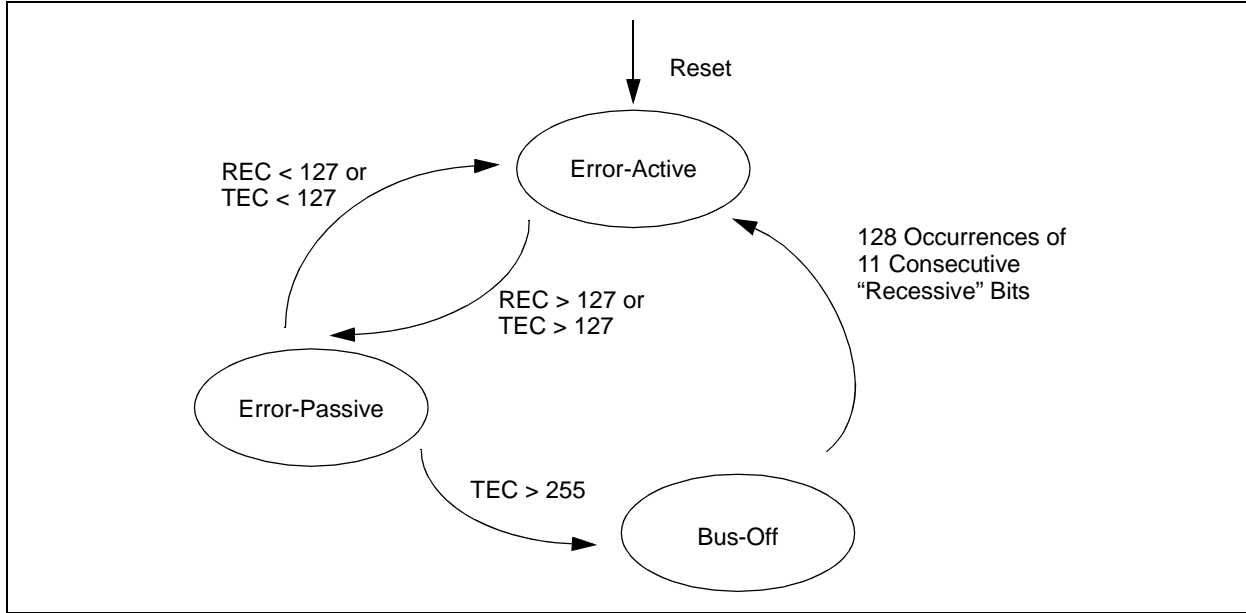 Reset
Error-Active
REC < 127 or
TEC < 127
128 Occurrences of
11 Consecutive
“Recessive” Bits
REC > 127 or
TEC > 127
Error-Passive
TEC > 255
Bus-Off